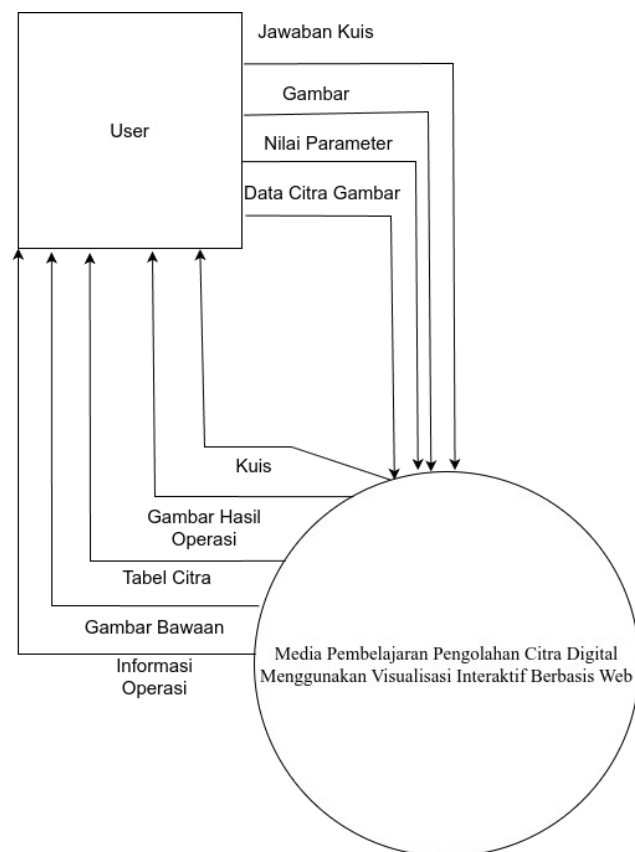 Jawaban Kuis
Gambar
User
Nilai Parameter
Data Citra Gambar
Kuis
Gambar Hasil
Operasi
Tabel Citra
Gambar Bawaan
Informasi
Operasi
Media Pembelajaran Pengolahan Citra Digital
Menggunakan Visualisasi Interaktif Berbasis Web